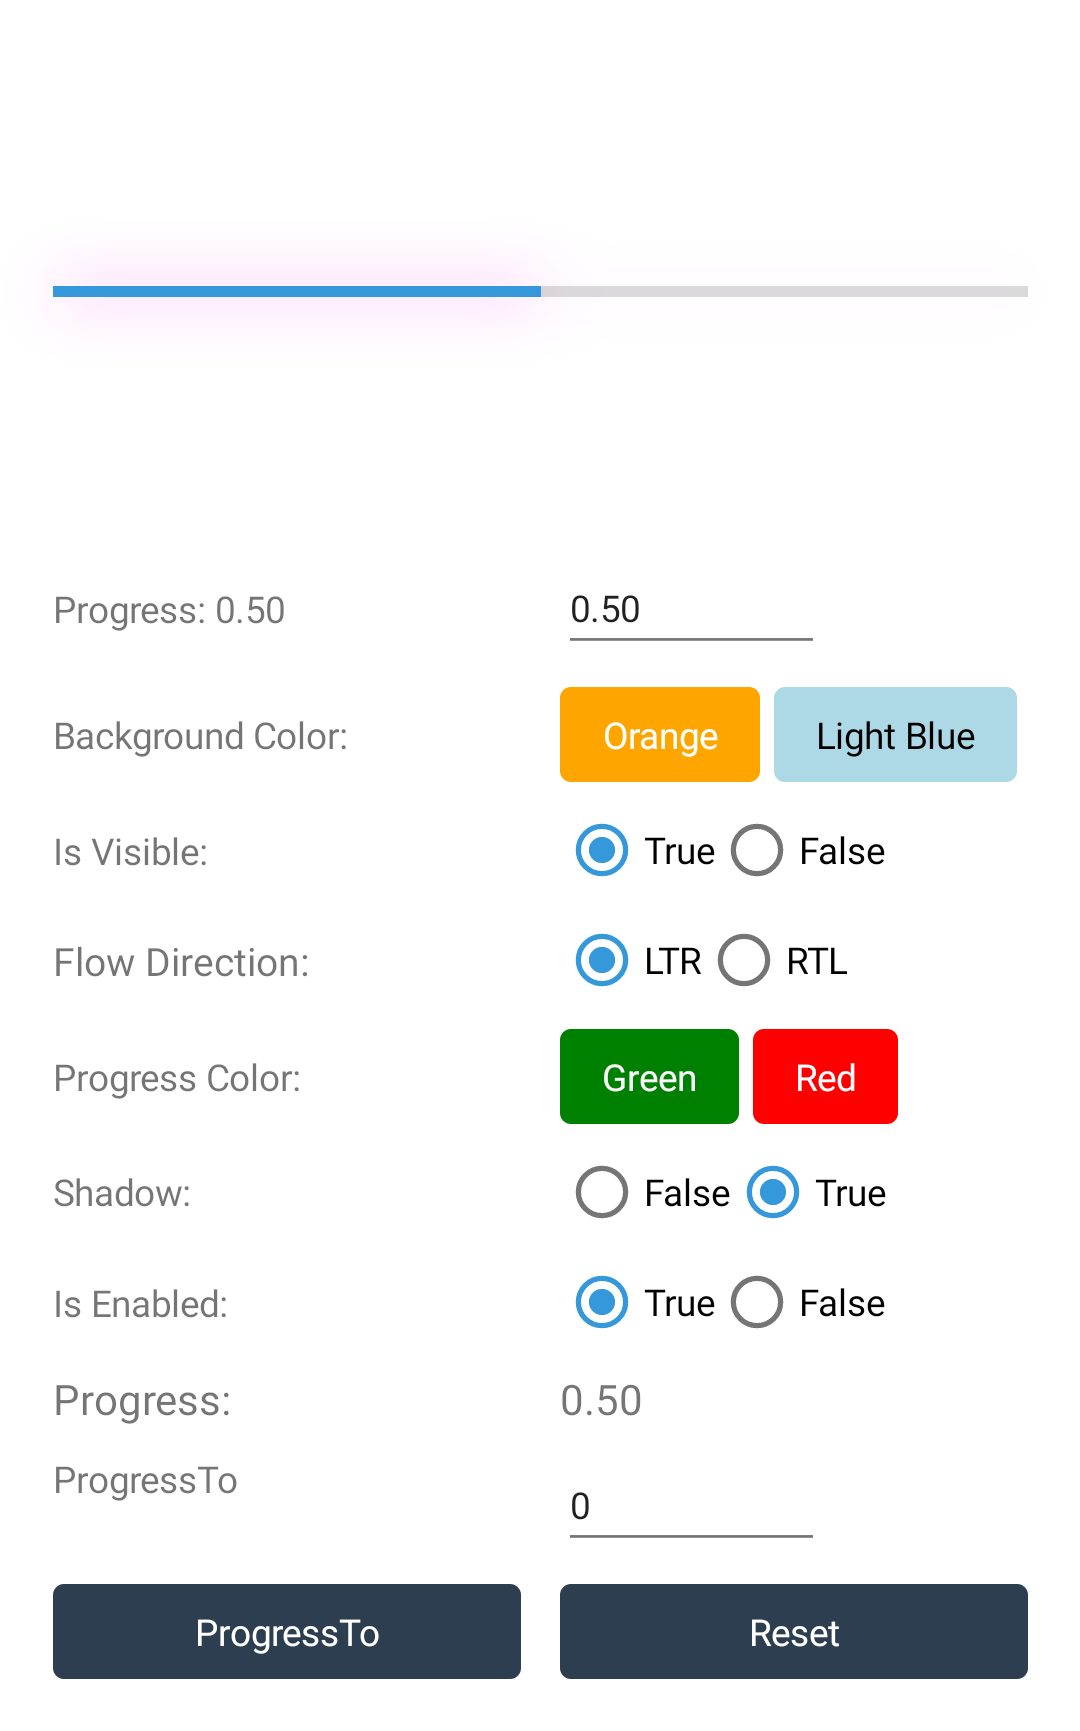 Progress: 0.50 0.50
Background Color: Orange Light Blue
Is Visible: True False
Flow Direction: LTR RTL
Progress Color: Green Red
Shadow: False True
Is Enabled: True False
Progress: 0.50
ProgressTo 0
ProgressTo Reset